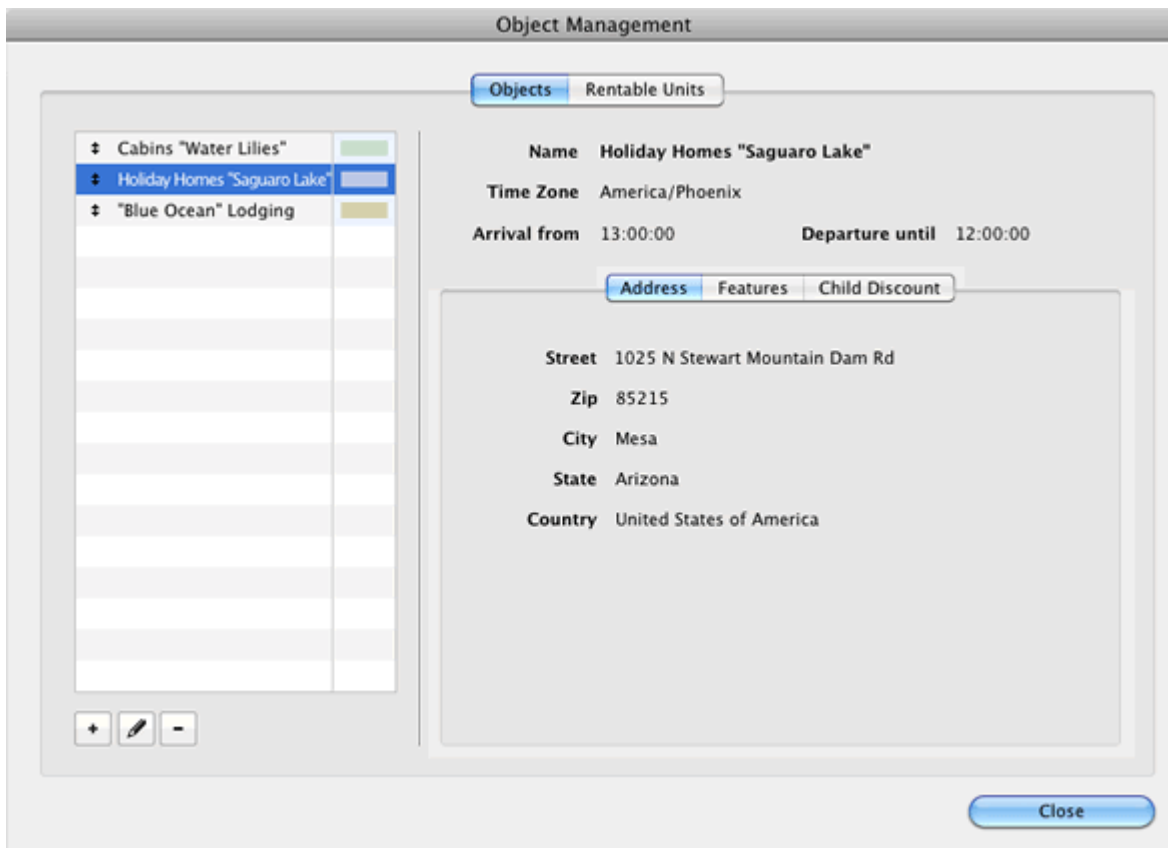 Object Management
Objects Rentable Units
Cabins "Water Lilies"
Holiday Homes "Saguaro Lake"
"Blue Ocean" Lodging
Name Holiday Homes "Saguaro Lake"
Time Zone America/Phoenix
Arrival from 13:00:00 Departure until 12:00:00
Address Features Child Discount
Street 1025 N Stewart Mountain Dam Rd
Zip 85215
City Mesa
State Arizona
Country United States of America
+ -
Close